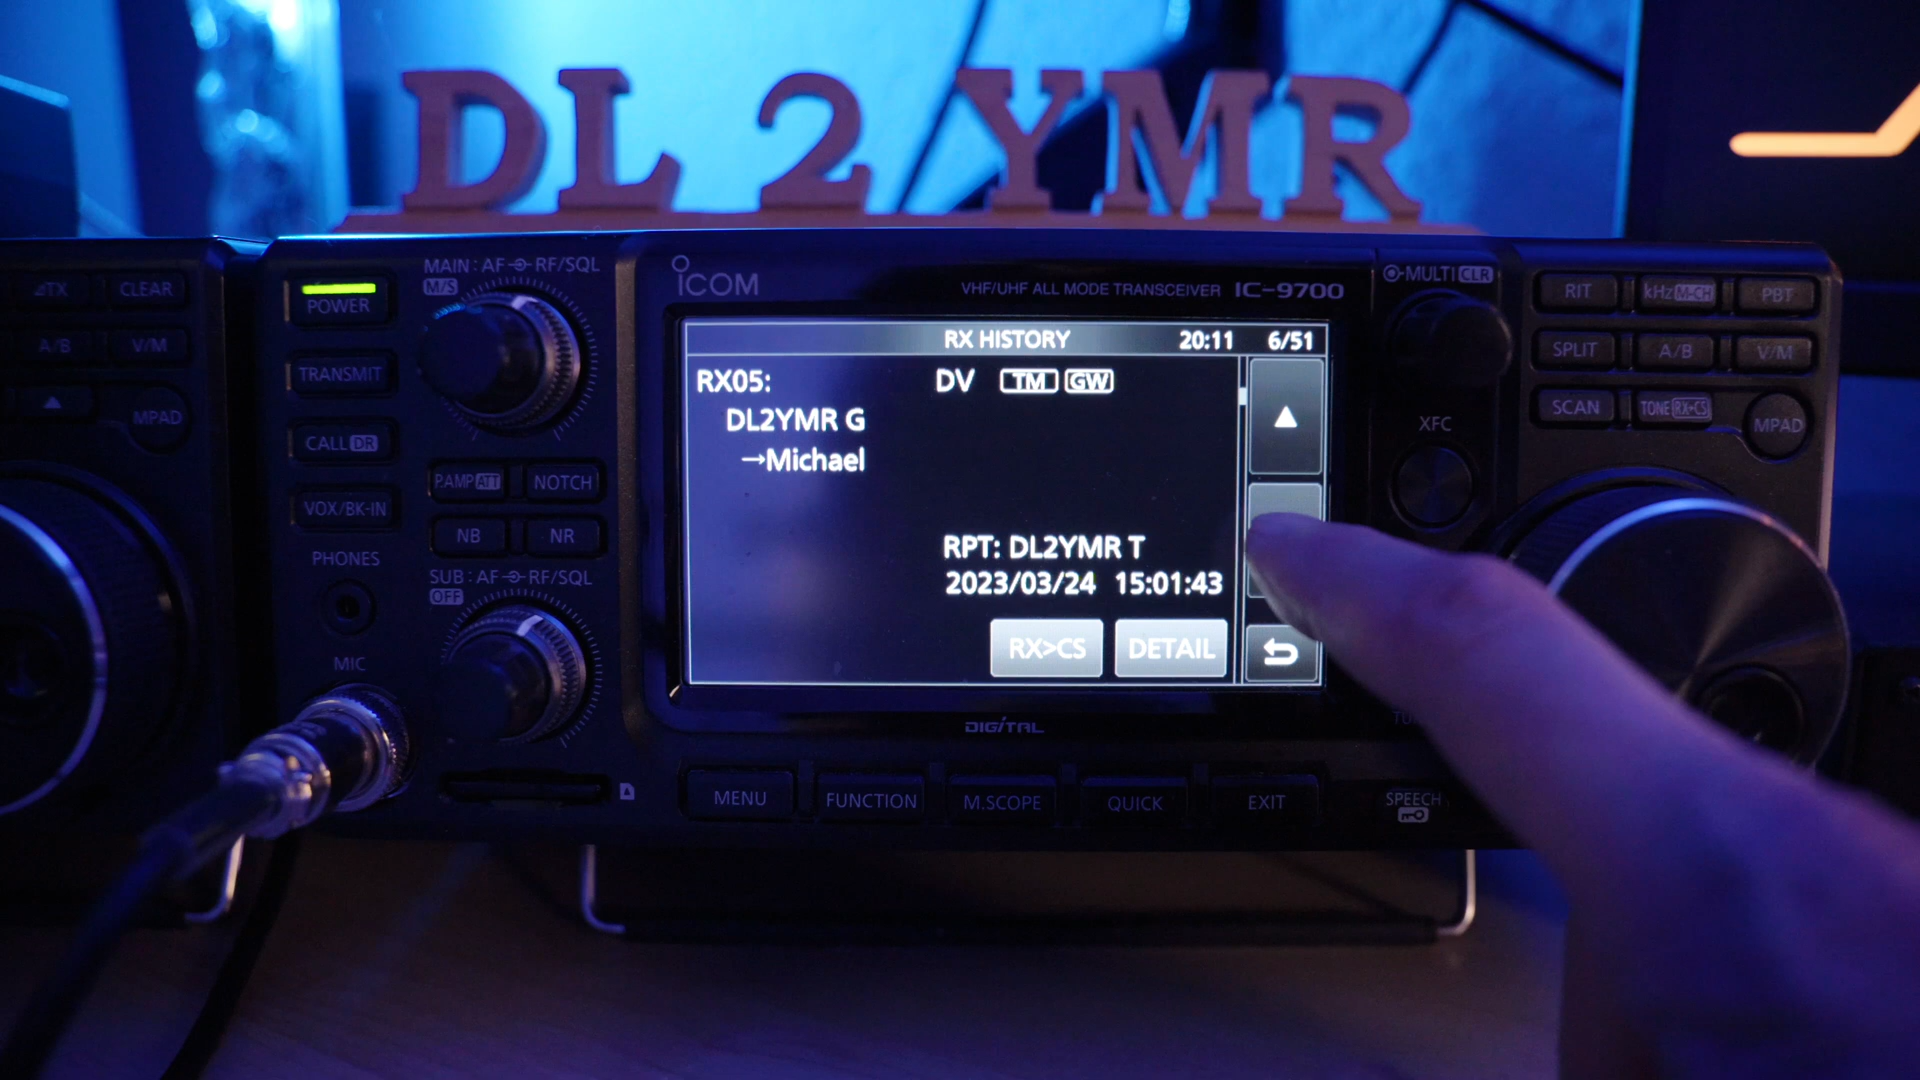 DL 2 YMR
⊿TX CLEAR
A/B V/M
▲ MPAD
POWER
TRANSMIT
CALL DR
VOX/BK-IN
PHONES
MIC
MAIN : AF RF/SQL
M/S
P.AMP ATT NOTCH
NB NR
SUB : AF RF/SQL
OFF
ICOM
VHF/UHF ALL MODE TRANSCEIVER IC-9700
RX HISTORY 20:11 6/51
RX05: DV TM GW
DL2YMR G
→Michael
RPT: DL2YMR T
2023/03/24 15:01:43
RX>CS DETAIL
DIGITAL
MENU FUNCTION M.SCOPE QUICK EXIT
MULTI CLR
XFC
SPEECH
RIT kHz M-CH PBT
SPLIT A/B V/M
SCAN TONE RX>CS
MPAD